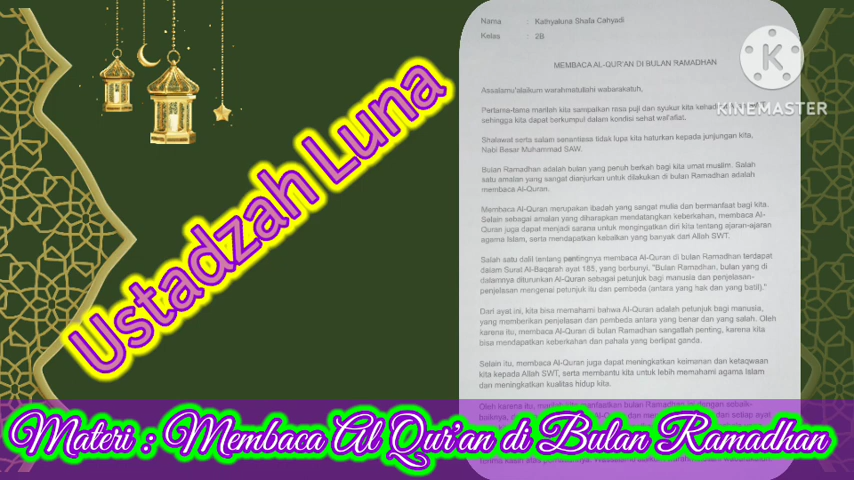 Ustadzah Luna
Nama : Kalhyaluna Shafa Cahyadi
Kelas : 2B
MEMBACA AL-QUR'AN DI BULAN RAMADHAN
KINEMASTER
Assalamu'alaikum warahmatullahi wabarakatuh,
Pertama-tama marilah kita sampaikan rasa puji dan syukur kita
sehingga kita dapat berkumpul dalam kondisi sehat wal'afiat.
Shalawat serta salam senantiasa tidak lupa kita haturkan kepada junjungan kita,
Nabi Besar Muhammad SAW.
Bulan Ramadhan adalah bulan yang penuh berkah bagi kita umat muslim. Salah
satu amalan yang sangat dianjurkan untuk dilakukan di bulan Ramadhan adalah
membaca Al-Quran.
Membaca Al-Quran merupakan ibadah yang sangat mulia dan bermanfaat bagi kita.
Selain sebagai amalan yang diharapkan mendatangkan keberkahan, membaca Al-
Quran juga dapat menjadi sarana untuk mengingatkan diri kita tentang ajaran-ajaran
agama Islam, serta mendapatkan kebaikan yang banyak dari Allah SWT.
Salah satu dalil tentang pentingnya membaca Al-Quran di bulan Ramadhan terdapat
dalam Surat Al-Baqarah ayat 185, yang berbunyi, "Bulan Ramadhan, bulan yang di
dalamnya diturunkan Al-Quran sebagai petunjuk bagi manusia dan penjelasan-
penjelasan mengenai petunjuk itu dan pembeda (antara yang hak dan yang batil)."
Dari ayat ini, kita bisa memahami bahwa Al-Quran adalah petunjuk bagi manusia,
yang memberikan penjelasan dan pembeda antara yang benar dan yang salah. Oleh
karena itu, membaca Al-Quran di bulan Ramadhan sangatlah penting, karena kita
bisa mendapatkan keberkahan dan pahala yang berlipat ganda.
Selain itu, membaca Al-Quran juga dapat meningkatkan keimanan dan ketaqwaan
kita kepada Allah SWT, serta membantu kita untuk lebih memahami agama Islam
dan meningkatkan kualitas hidup kita.
Oleh karena itu, marilah kita manfaatkan bulan Ramadhan ini dengan sebaik-
Materi : Membaca Al Qur'an di Bulan Ramadhan